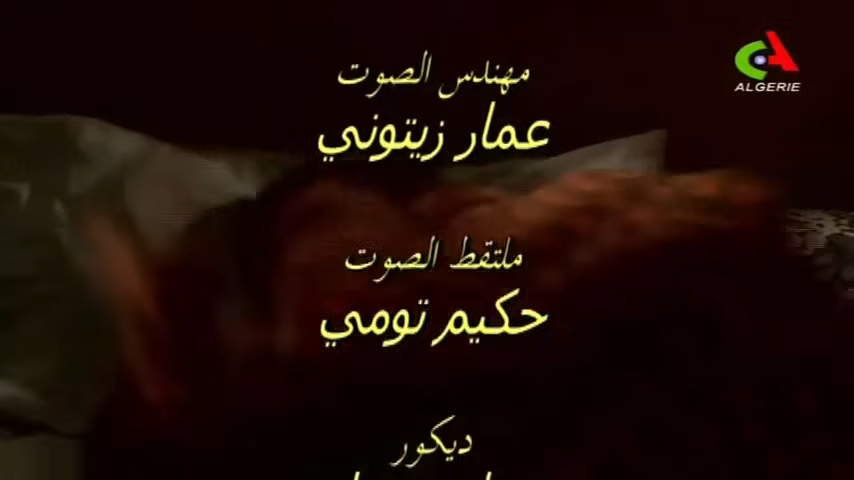 مهندس الصوت
عمار زيتوني
ALGERIE
ملتقط الصوت
حكيم تومي
ديكور